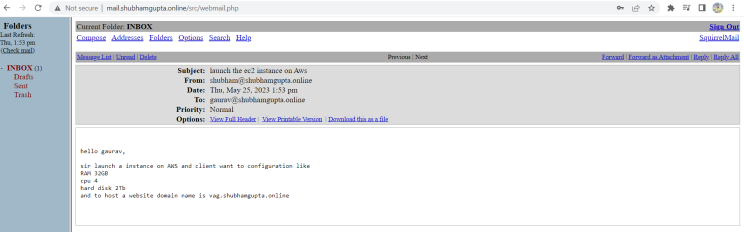 Not secure | mail.shubhamgupta.online/src/webmail.php
Folders
Last Refresh:
Thu, 1:53 pm
(Check mail)
- INBOX (1)
Drafts
Sent
Trash
Current Folder: INBOX
Sign Out
Compose Addresses Folders Options Search Help
SquirrelMail
Message List | Unread | Delete
Previous | Next
Forward | Forward as Attachment | Reply | Reply All
Subject: launch the ec2 instance on Aws
From: shubham@shubhamgupta.online
Date: Thu, May 25, 2023 1:53 pm
To: gaurav@shubhamgupta.online
Priority: Normal
Options: View Full Header | View Printable Version | Download this as a file
hello gaurav,
sir launch a instance on AWS and client want to configuration like
RAM 32GB
cpu 4
hard disk 2Tb
and to host a website domain name is vag.shubhamgupta.online